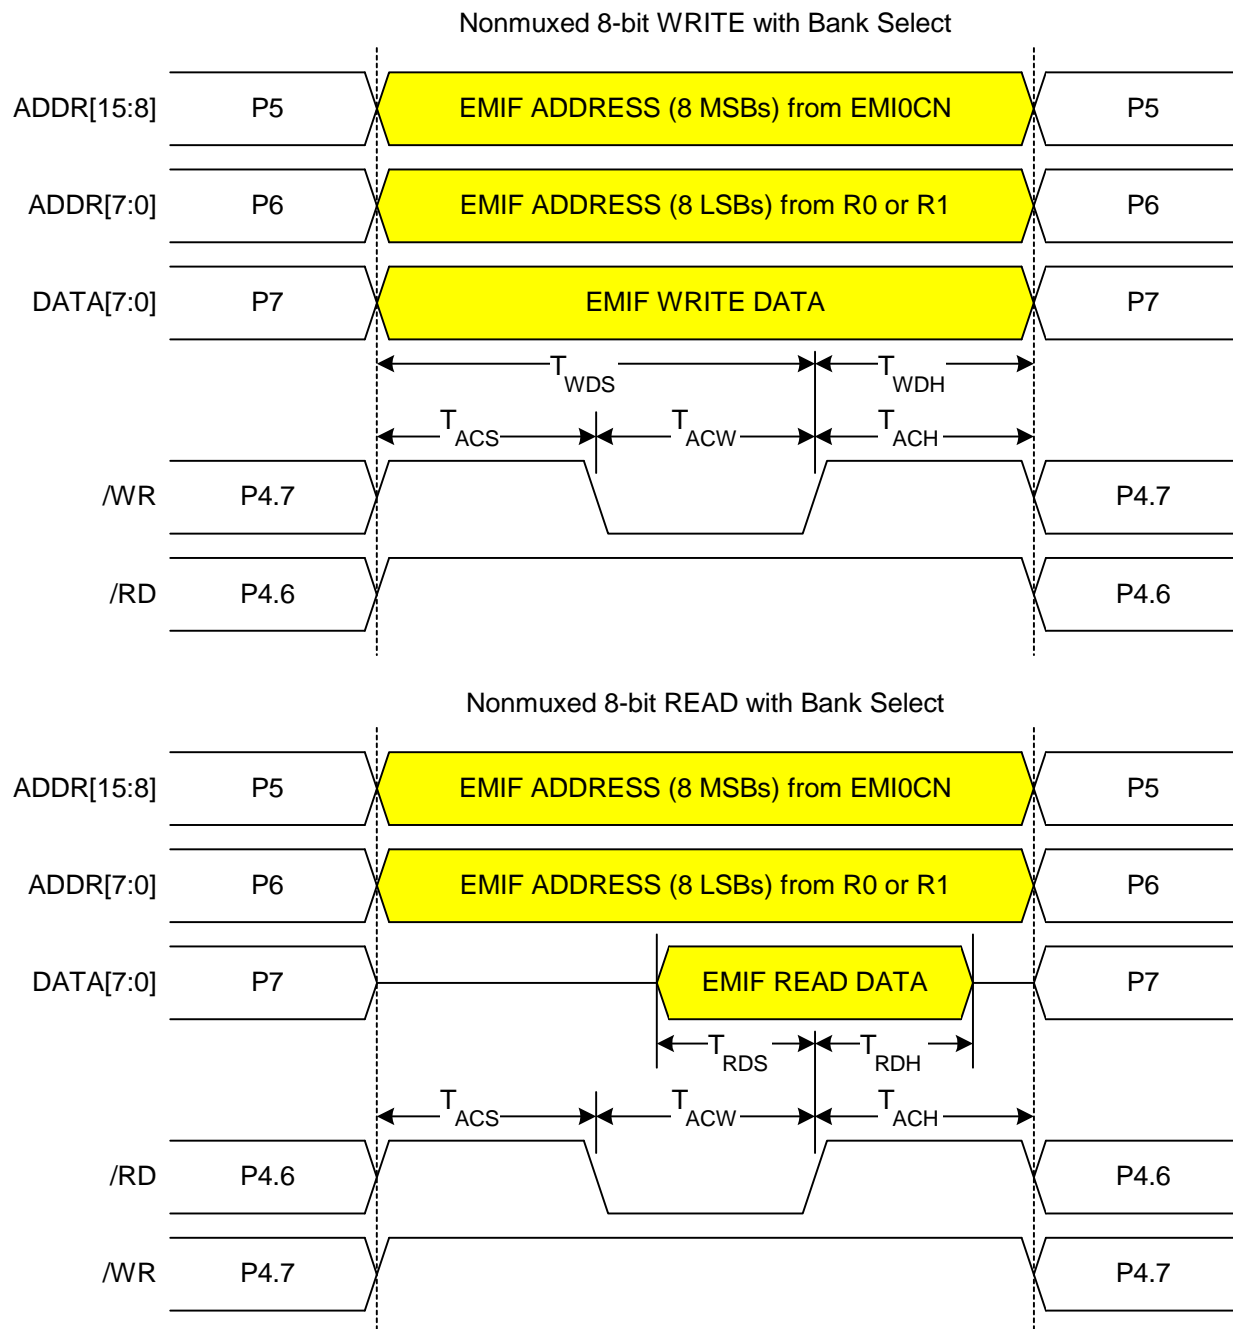 Nonmuxed 8-bit WRITE with Bank Select
ADDR[15:8] P5 EMIF ADDRESS (8 MSBs) from EMI0CN P5
ADDR[7:0] P6 EMIF ADDRESS (8 LSBs) from R0 or R1 P6
DATA[7:0] P7 EMIF WRITE DATA P7
TWDS TWDH
TACS TACW TACH
/WR P4.7 P4.7
/RD P4.6 P4.6
Nonmuxed 8-bit READ with Bank Select
ADDR[15:8] P5 EMIF ADDRESS (8 MSBs) from EMI0CN P5
ADDR[7:0] P6 EMIF ADDRESS (8 LSBs) from R0 or R1 P6
DATA[7:0] P7 EMIF READ DATA P7
TRDS TRDH
TACS TACW TACH
/RD P4.6 P4.6
/WR P4.7 P4.7